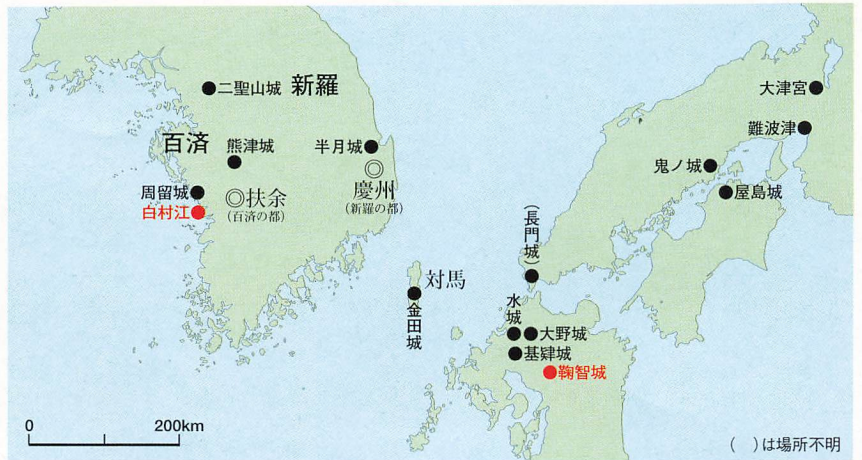 二聖山城
新羅
大津宮
難波津
百済
熊津城
半月城
鬼ノ城
周留城
扶余
(百済の都)
慶州
(新羅の都)
屋島城
白村江
(長門城)
対馬
金田城
水城
大野城
基肄城
鞠智城
0 200km
( )は場所不明